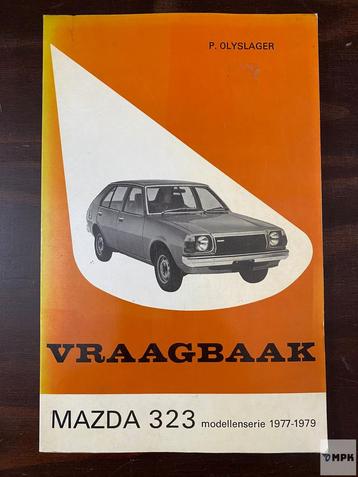 P. OLYSLAGER
VRAAGBAAK
MAZDA 323 modellenserie 1977-1979
MPK